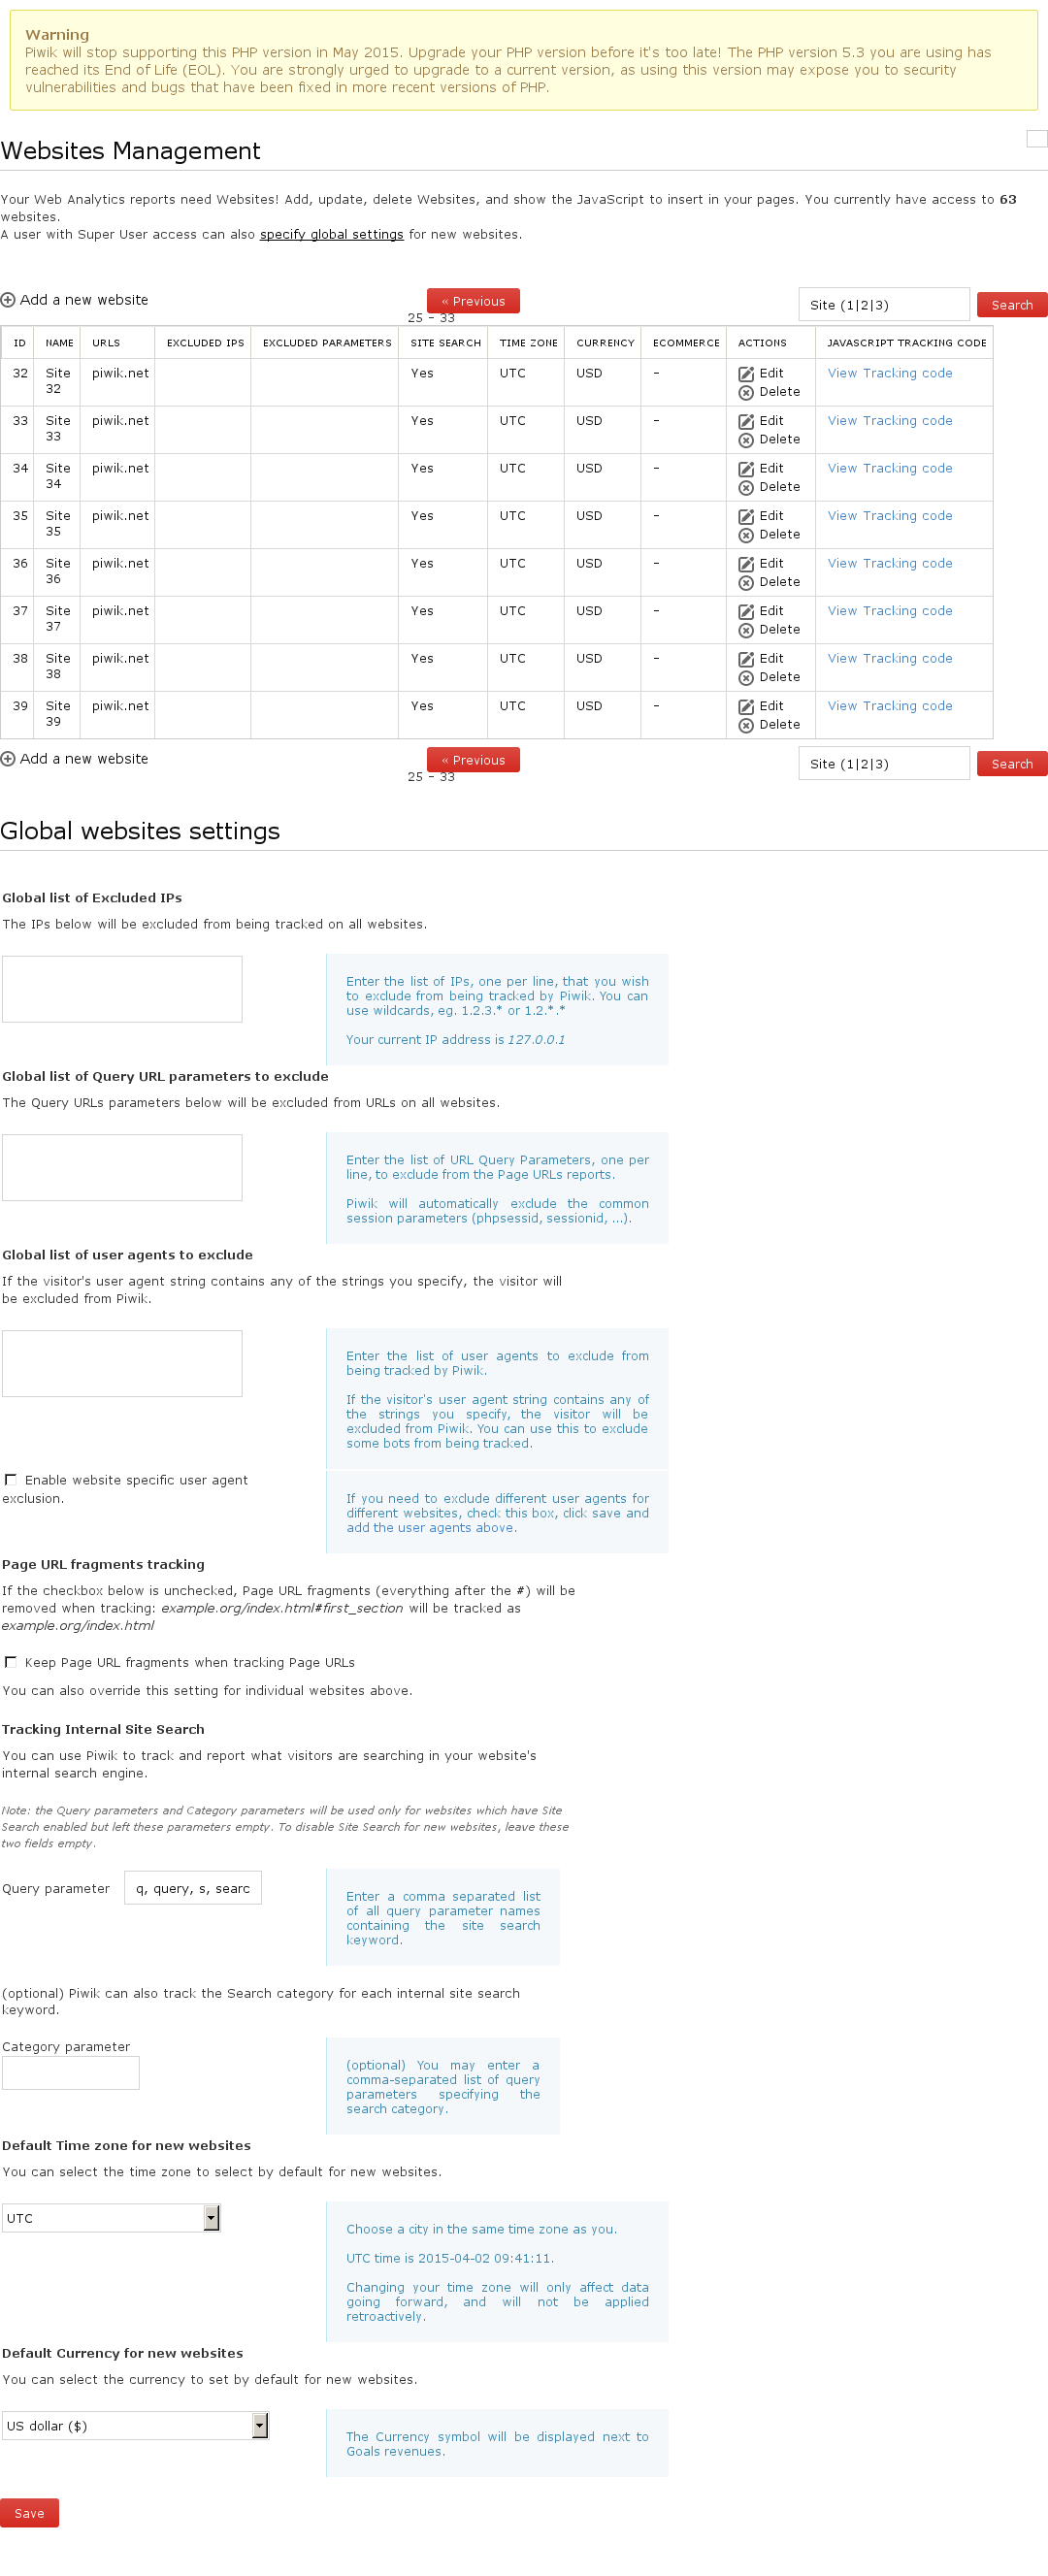 Warning
Piwik will stop supporting this PHP version in May 2015. Upgrade your PHP version before it's too late! The PHP version 5.3 you are using has
reached its End of Life (EOL). You are strongly urged to upgrade to a current version, as using this version may expose you to security
vulnerabilities and bugs that have been fixed in more recent versions of PHP.
Websites Management
Your Web Analytics reports need Websites! Add, update, delete Websites, and show the JavaScript to insert in your pages. You currently have access to 63
websites.
A user with Super User access can also specify global settings for new websites.
Add a new website « Previous Site (1|2|3) Search
25 - 33
ID NAME URLS EXCLUDED IPS EXCLUDED PARAMETERS SITE SEARCH TIME ZONE CURRENCY ECOMMERCE ACTIONS JAVASCRIPT TRACKING CODE
32 Site piwik.net Yes UTC USD - Edit View Tracking code
32 Delete
33 Site piwik.net Yes UTC USD - Edit View Tracking code
33 Delete
34 Site piwik.net Yes UTC USD - Edit View Tracking code
34 Delete
35 Site piwik.net Yes UTC USD - Edit View Tracking code
35 Delete
36 Site piwik.net Yes UTC USD - Edit View Tracking code
36 Delete
37 Site piwik.net Yes UTC USD - Edit View Tracking code
37 Delete
38 Site piwik.net Yes UTC USD - Edit View Tracking code
38 Delete
39 Site piwik.net Yes UTC USD - Edit View Tracking code
39 Delete
Add a new website « Previous Site (1|2|3) Search
25 - 33
Global websites settings
Global list of Excluded IPs
The IPs below will be excluded from being tracked on all websites.
Enter the list of IPs, one per line, that you wish
to exclude from being tracked by Piwik. You can
use wildcards, eg. 1.2.3.* or 1.2.*.*
Your current IP address is 127.0.0.1
Global list of Query URL parameters to exclude
The Query URLs parameters below will be excluded from URLs on all websites.
Enter the list of URL Query Parameters, one per
line, to exclude from the Page URLs reports.
Piwik will automatically exclude the common
session parameters (phpsessid, sessionid, ...).
Global list of user agents to exclude
If the visitor's user agent string contains any of the strings you specify, the visitor will
be excluded from Piwik.
Enter the list of user agents to exclude from
being tracked by Piwik.
If the visitor's user agent string contains any of
the strings you specify, the visitor will be
excluded from Piwik. You can use this to exclude
some bots from being tracked.
Enable website specific user agent
exclusion.
If you need to exclude different user agents for
different websites, check this box, click save and
add the user agents above.
Page URL fragments tracking
If the checkbox below is unchecked, Page URL fragments (everything after the #) will be
removed when tracking: example.org/index.html#first_section will be tracked as
example.org/index.html
Keep Page URL fragments when tracking Page URLs
You can also override this setting for individual websites above.
Tracking Internal Site Search
You can use Piwik to track and report what visitors are searching in your website's
internal search engine.
Note: the Query parameters and Category parameters will be used only for websites which have Site
Search enabled but left these parameters empty. To disable Site Search for new websites, leave these
two fields empty.
Query parameter q, query, s, searc
Enter a comma separated list
of all query parameter names
containing the site search
keyword.
(optional) Piwik can also track the Search category for each internal site search
keyword.
Category parameter
(optional) You may enter a
comma-separated list of query
parameters specifying the
search category.
Default Time zone for new websites
You can select the time zone to select by default for new websites.
UTC
Choose a city in the same time zone as you.
UTC time is 2015-04-02 09:41:11.
Changing your time zone will only affect data
going forward, and will not be applied
retroactively.
Default Currency for new websites
You can select the currency to set by default for new websites.
US dollar ($)
The Currency symbol will be displayed next to
Goals revenues.
Save